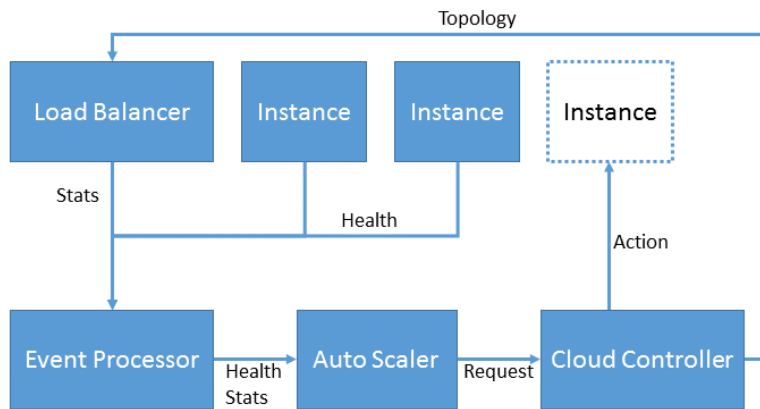 Topology
Load Balancer
Instance
Instance
Instance
Stats
Health
Action
Event Processor
Health
Stats
Auto Scaler
Request
Cloud Controller